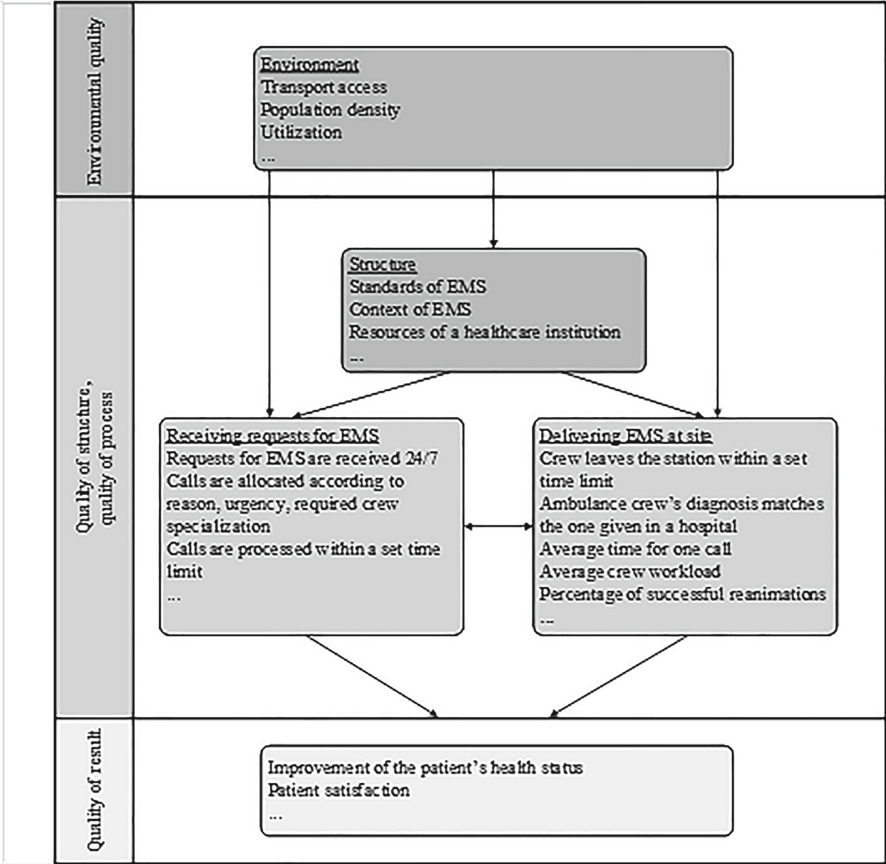 Environmental quality
Environment
Transport access
Population density
Utilization
...
Quality of structure,
quality of process
Structure
Standards of EMS
Context of EMS
Resources of a healthcare institution
...
Receiving requests for EMS
Requests for EMS are received 24/7
Calls are allocated according to
reason, urgency, required crew
specialization
Calls are processed within a set time
limit
...
Delivering EMS at site
Crew leaves the station within a set
time limit
Ambulance crew's diagnosis matches
the one given in a hospital
Average time for one call
Average crew workload
Percentage of successful reanimations
...
Quality of result
Improvement of the patient's health status
Patient satisfaction
...